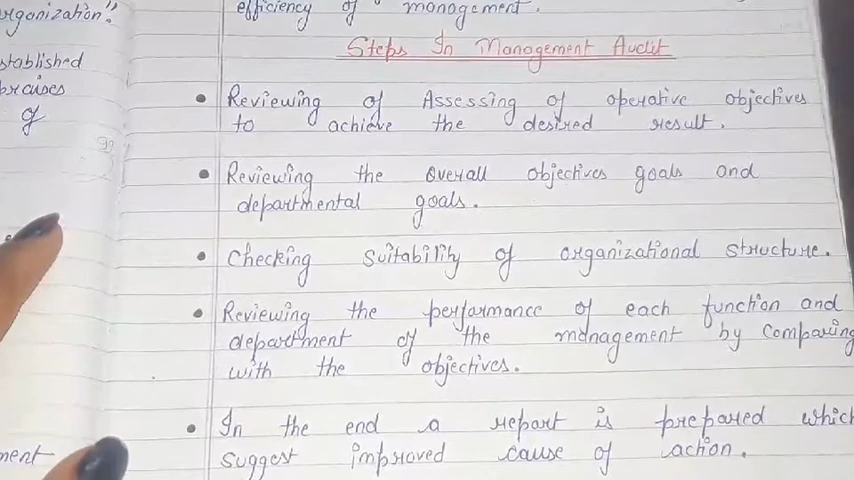 organization".
established
of
ment
efficiency of management.
Steps In Management Audit
• Reviewing of Assessing of operative objectives
to achieve the desired result.
• Reviewing the overall objectives goals and
departmental goals.
• Checking Suitability of organizational structure.
• Reviewing the performance of each function and
department of the management by comparing
with the objectives.
• In the end a report is prepared which
suggest improved cause of action.